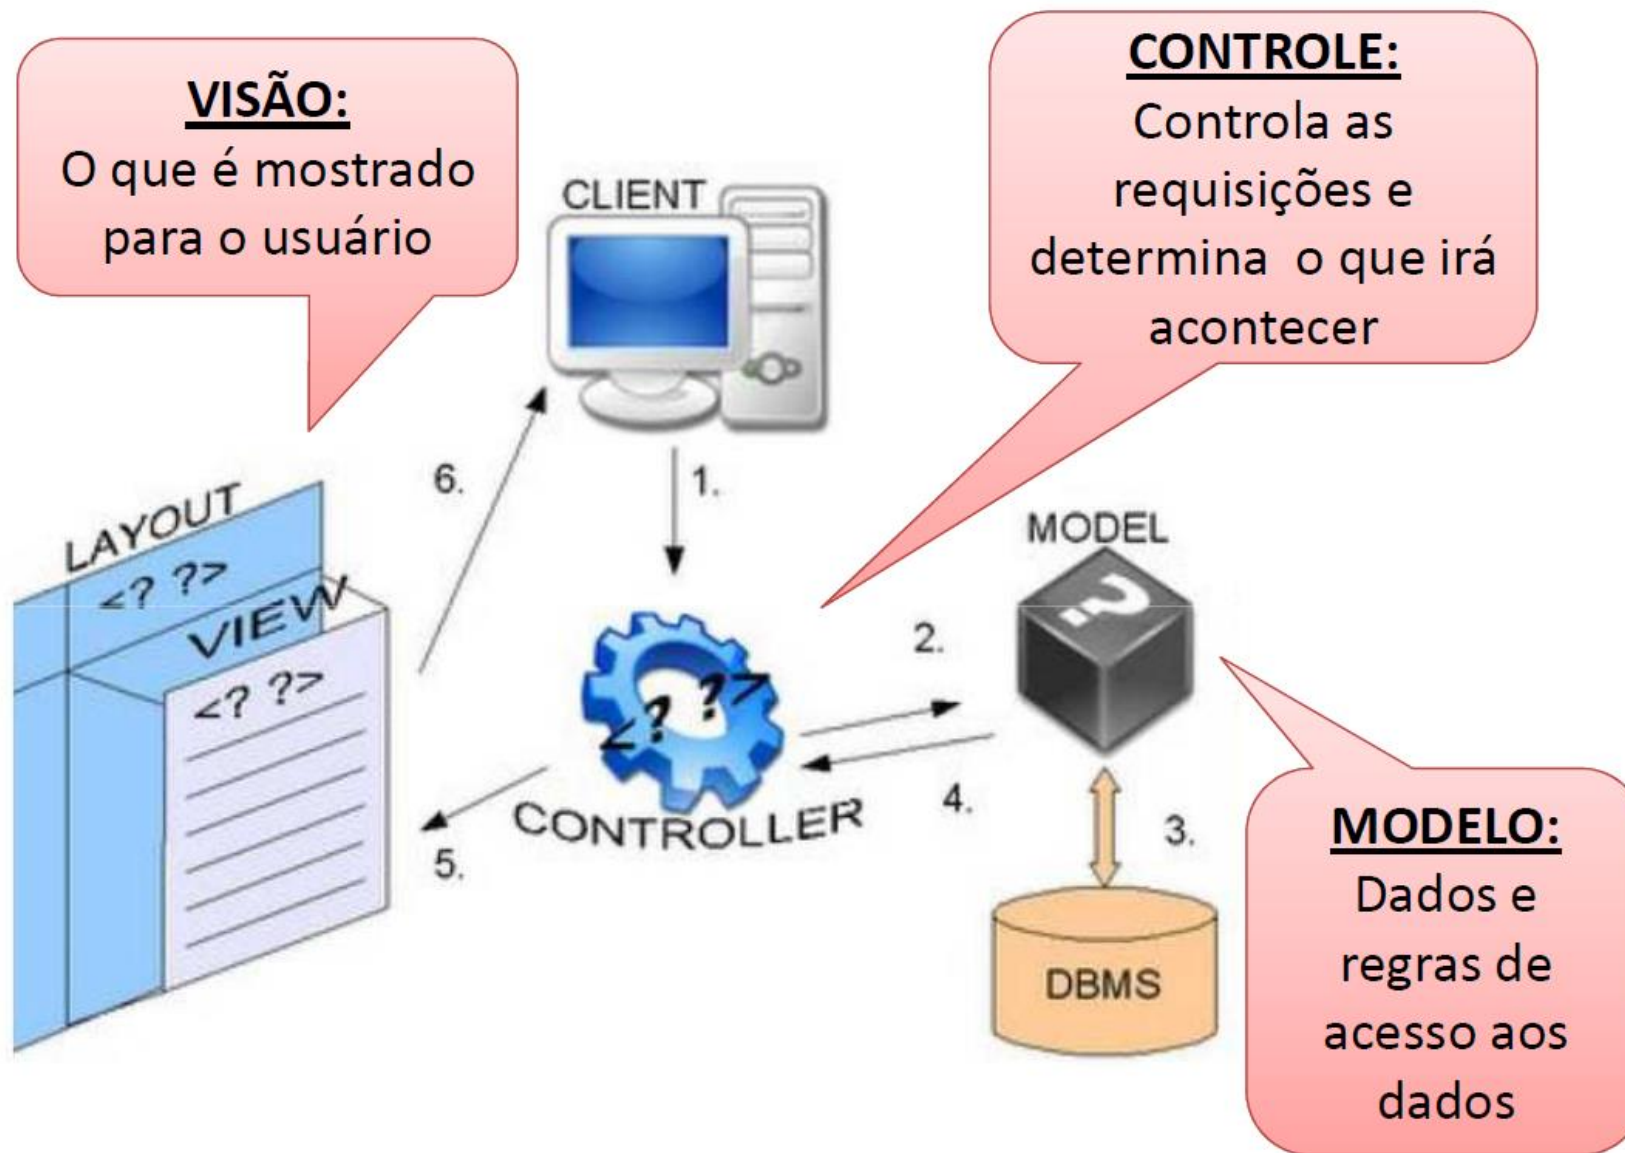 VISÃO:
O que é mostrado
para o usuário
CONTROLE:
Controla as
requisições e
determina o que irá
acontecer
CLIENT
6.
1.
LAYOUT
<? ?>
VIEW
<? ?>
MODEL
?
2.
<? ?>
4.
CONTROLLER
5.
3.
DBMS
MODELO:
Dados e
regras de
acesso aos
dados